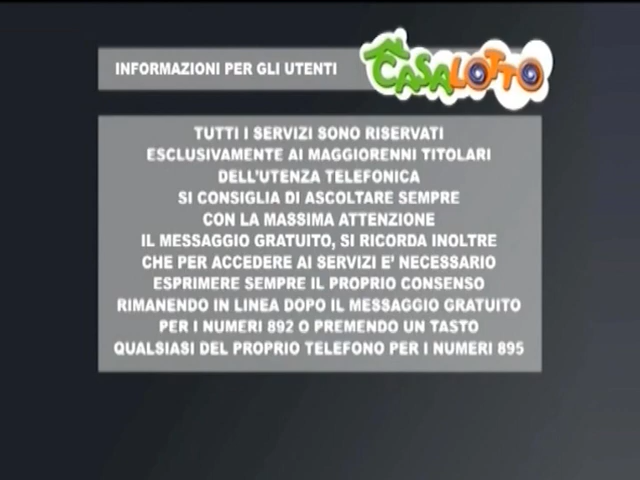 INFORMAZIONI PER GLI UTENTI
CASALOTTO
TUTTI I SERVIZI SONO RISERVATI
ESCLUSIVAMENTE AI MAGGIORENNI TITOLARI
DELL'UTENZA TELEFONICA
SI CONSIGLIA DI ASCOLTARE SEMPRE
CON LA MASSIMA ATTENZIONE
IL MESSAGGIO GRATUITO, SI RICORDA INOLTRE
CHE PER ACCEDERE AI SERVIZI E' NECESSARIO
ESPRIMERE SEMPRE IL PROPRIO CONSENSO
RIMANENDO IN LINEA DOPO IL MESSAGGIO GRATUITO
PER I NUMERI 892 O PREMENDO UN TASTO
QUALSIASI DEL PROPRIO TELEFONO PER I NUMERI 895